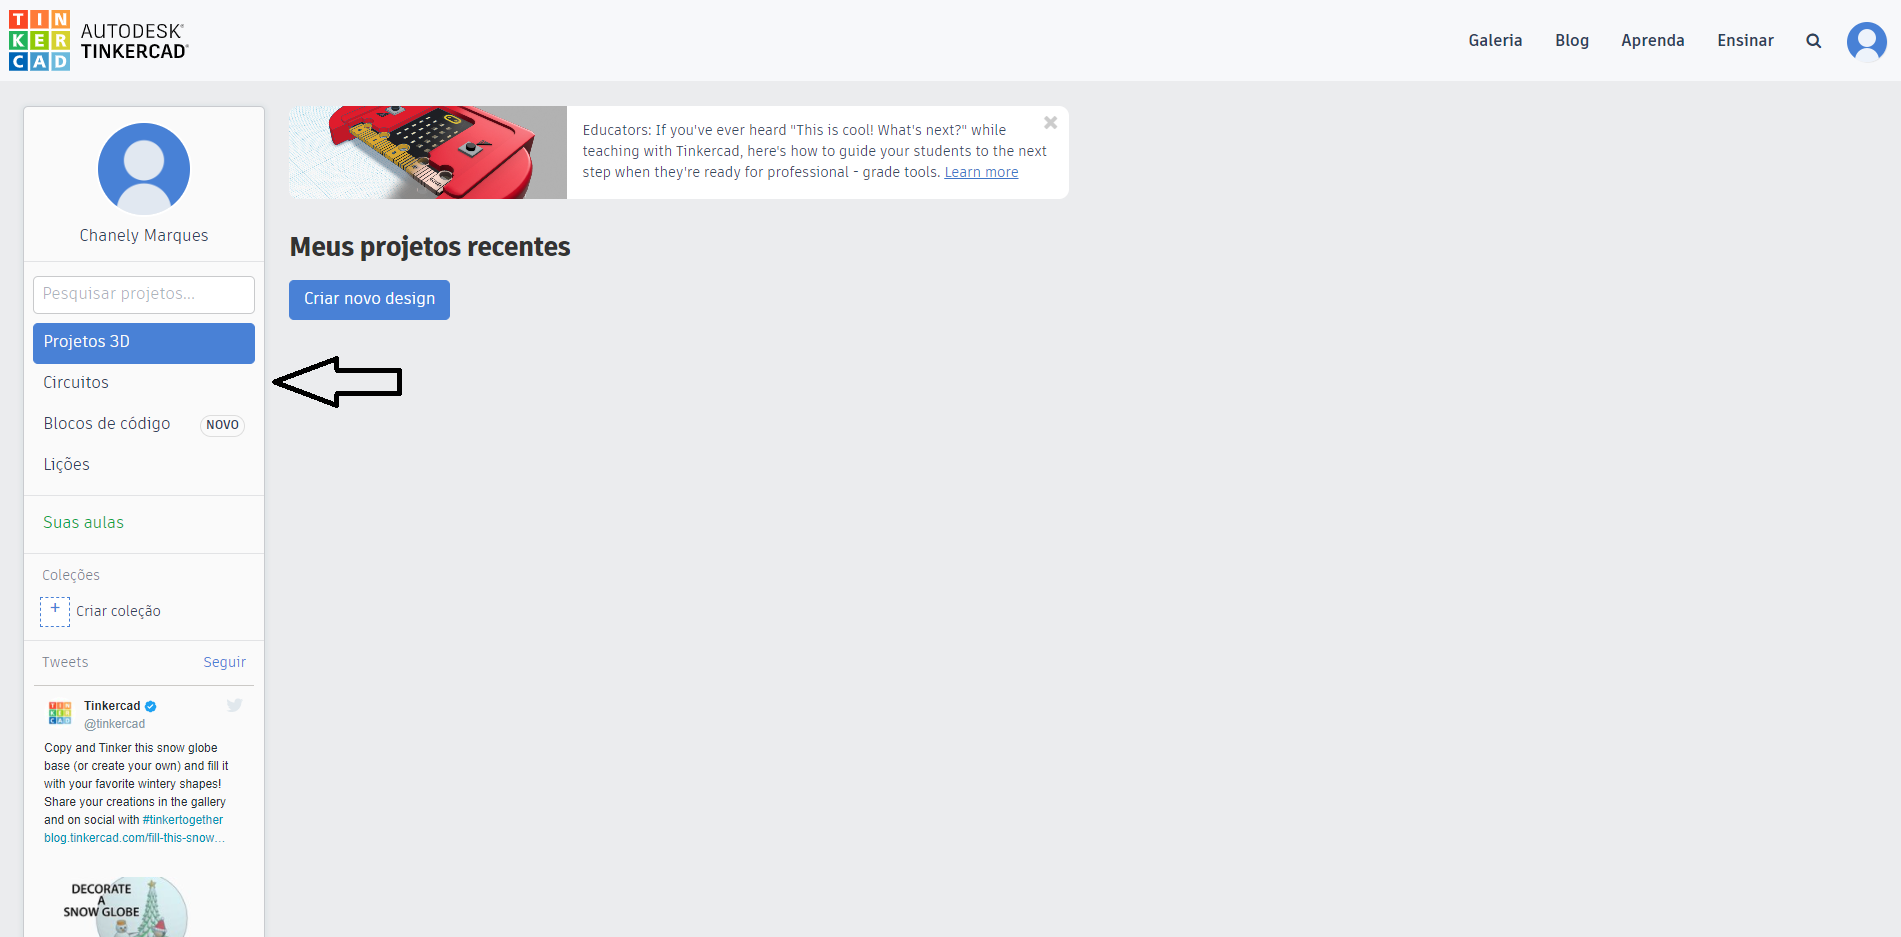 TIN
KER
CAD
AUTODESK®
TINKERCAD®
Galeria
Blog
Aprenda
Ensinar
Chanely Marques
Pesquisar projetos...
Projetos 3D
Circuitos
Blocos de código
NOVO
Lições
Suas aulas
Coleções
+ Criar coleção
Tweets
Seguir
TIN
KER
CAD
Tinkercad
@tinkercad
Copy and Tinker this snow globe
base (or create your own) and fill it
with your favorite wintery shapes!
Share your creations in the gallery
and on social with #tinkertogether
blog.tinkercad.com/fill-this-snow…
DECORATE
A
SNOW GLOBE
Educators: If you've ever heard "This is cool! What's next?" while
teaching with Tinkercad, here's how to guide your students to the next
step when they're ready for professional - grade tools. Learn more
Meus projetos recentes
Criar novo design